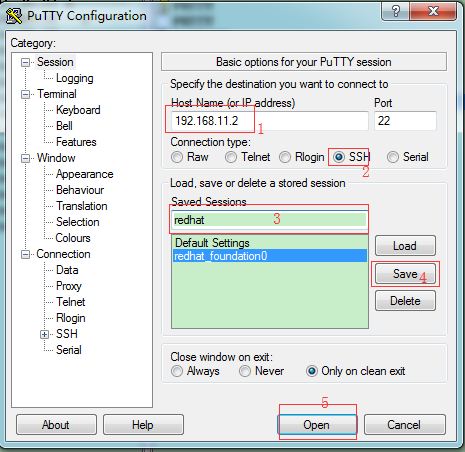 PuTTY Configuration
Category:
Session
Logging
Terminal
Keyboard
Bell
Features
Window
Appearance
Behaviour
Translation
Selection
Colours
Connection
Data
Proxy
Telnet
Rlogin
SSH
Serial
Basic options for your PuTTY session
Specify the destination you want to connect to
Host Name (or IP address) Port
192.168.11.2 22
1
Connection type:
Raw Telnet Rlogin SSH Serial
2
Load, save or delete a stored session
Saved Sessions
redhat 3
Default Settings
redhat_foundation0
Load
Save 4
Delete
Close window on exit:
Always Never Only on clean exit
5
About Help Open Cancel